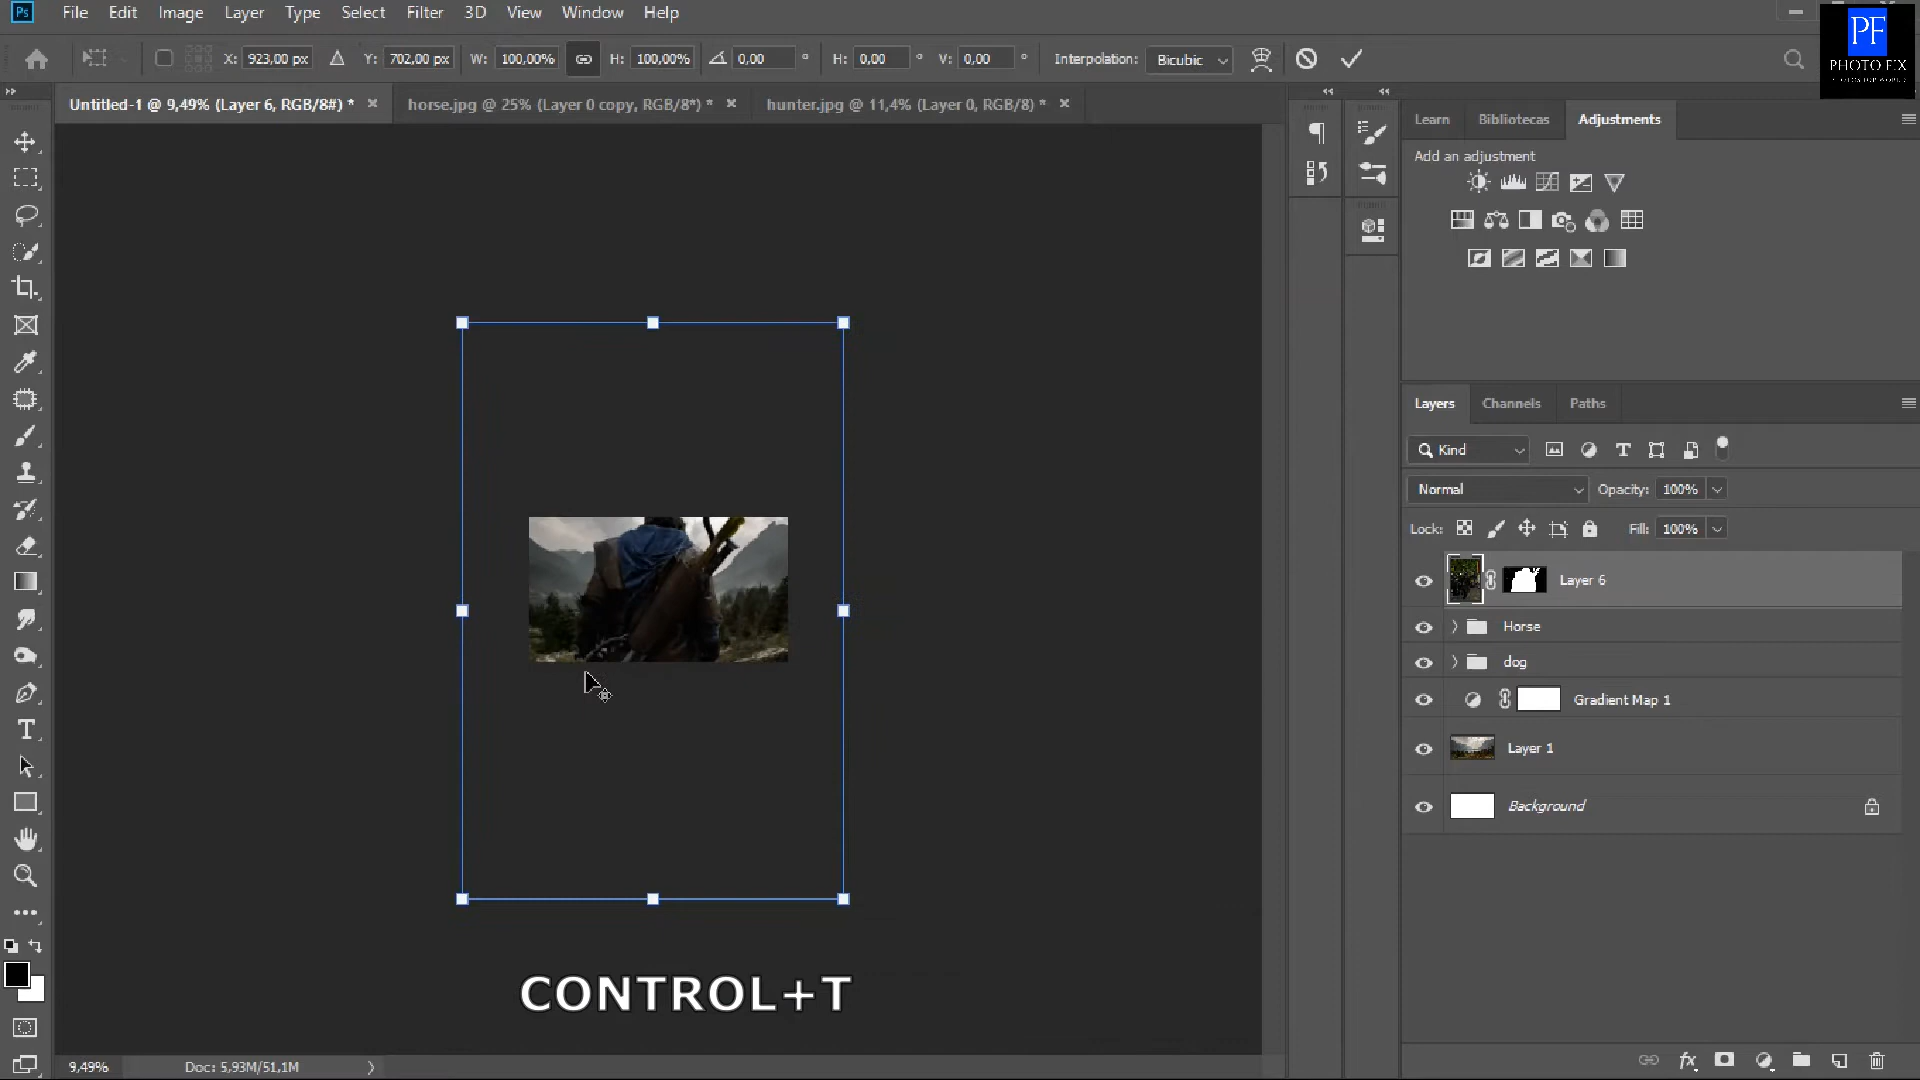 Ps File Edit Image Layer Type Select Filter 3D View Window Help
PF
PHOTO FIX
X: 923,00 px Y: 702,00 px W: 100,00% H: 100,00% 0,00 ° H: 0,00 ° V: 0,00 ° Interpolation: Bicubic
Untitled-1 @ 9,49% (Layer 6, RGB/8#) * horse.jpg @ 25% (Layer 0 copy, RGB/8*) * hunter.jpg @ 11,4% (Layer 0, RGB/8) *
Learn Bibliotecas Adjustments
Add an adjustment
Layers Channels Paths
Kind
Normal Opacity: 100%
Lock: Fill: 100%
Layer 6
Horse
dog
Gradient Map 1
Layer 1
Background
CONTROL+T
9,49% Doc: 5,93M/51,1M